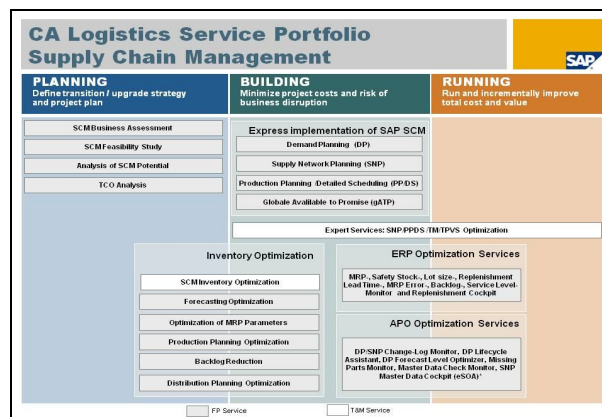 CA Logistics Service Portfolio
Supply Chain Management
SAP
PLANNING
Define transition / upgrade strategy
and project plan
BUILDING
Minimize project costs and risk of
business disruption
RUNNING
Run and incrementally improve
total cost and value
SCM Business Assessment
SCM Feasibility Study
Analysis of SCM Potential
TCO Analysis
Express implementation of SAP SCM
Demand Planning (DP)
Supply Network Planning (SNP)
Production Planning /Detailed Scheduling (PP/DS)
Globale Available to Promise (gATP)
Expert Services: SNP/PPDS /TM/TPVS Optimization
Inventory Optimization
SCM Inventory Optimization
Forecasting Optimization
Optimization of MRP Parameters
Production Planning Optimization
Backlog Reduction
Distribution Planning Optimization
ERP Optimization Services
MRP-, Safety Stock-, Lot size-, Replenishment
Lead Time-, MRP Error-, Backlog-, Service Level-
Monitor and Replenishment Cockpit
APO Optimization Services
DP/SNP Change-Log Monitor, DP Lifecycle
Assistant, DP Forecast Level Optimizer, Missing
Parts Monitor, Master Data Check Monitor, SNP
Master Data Cockpit (eSOA)*
FP Service
T&M Service